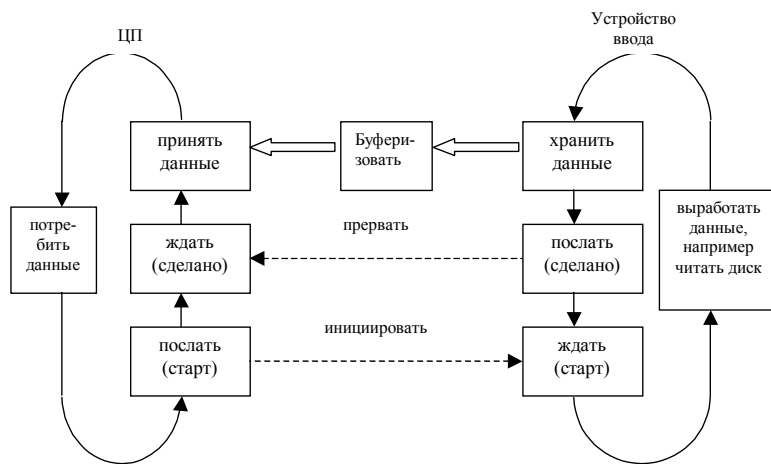 ЦП
Устройство
ввода
принять
данные
Буфери-
зовать
хранить
данные
потре-
бить
данные
ждать
(сделано)
прервать
послать
(сделано)
выработать
данные,
например
читать диск
послать
(старт)
инициировать
ждать
(старт)